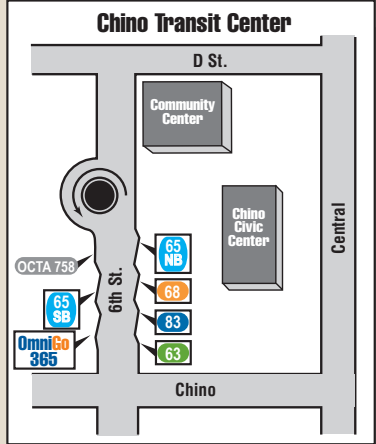 Chino Transit Center
D St.
Community
Center
Chino
Civic
Center
Central
6th St.
65
NB
OCTA 758
68
65
SB
83
OmniGo
365
63
Chino